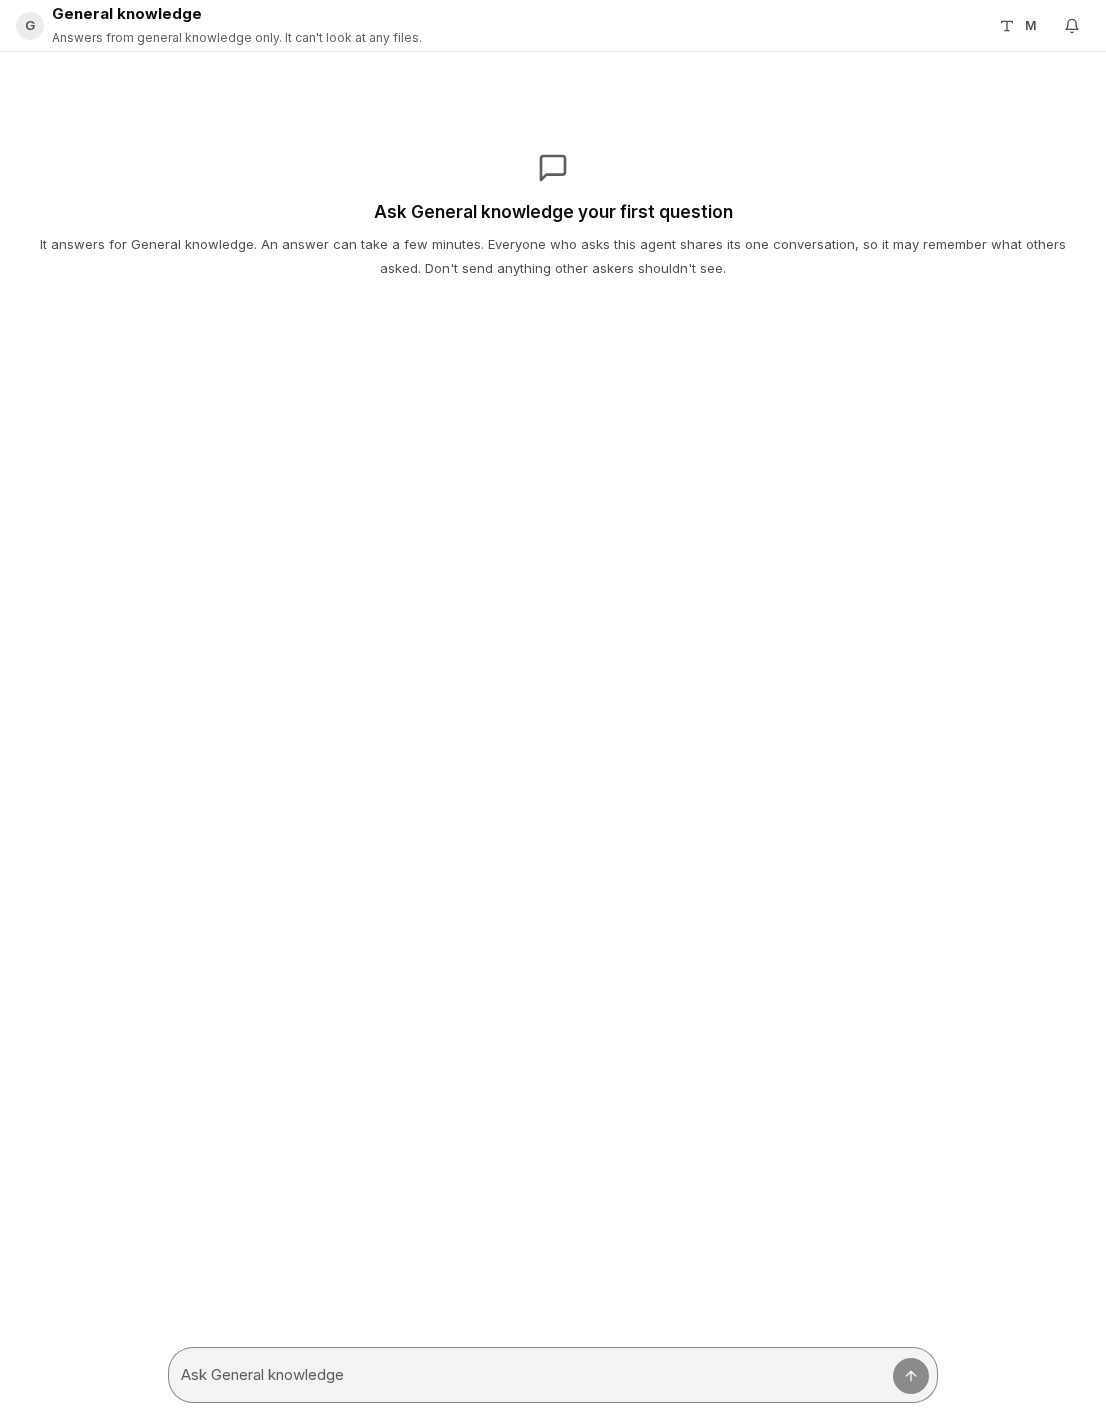 G
General knowledge
Answers from general knowledge only. It can't look at any files.
M
Ask General knowledge your first question
It answers for General knowledge. An answer can take a few minutes. Everyone who asks this agent shares its one conversation, so it may remember what others
asked. Don't send anything other askers shouldn't see.
Ask General knowledge